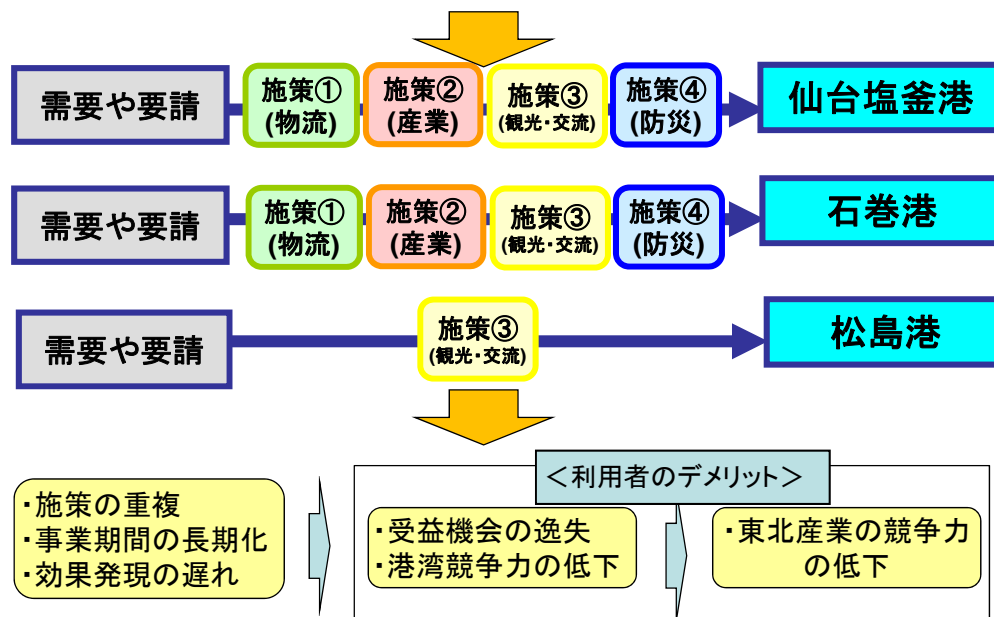 需要や要請
施策①
(物流)
施策②
(産業)
施策③
(観光・交流)
施策④
(防災)
仙台塩釜港
需要や要請
施策①
(物流)
施策②
(産業)
施策③
(観光・交流)
施策④
(防災)
石巻港
需要や要請
施策③
(観光・交流)
松島港
・施策の重複
・事業期間の長期化
・効果発現の遅れ
＜利用者のデメリット＞
・受益機会の逸失
・港湾競争力の低下
・東北産業の競争力
の低下